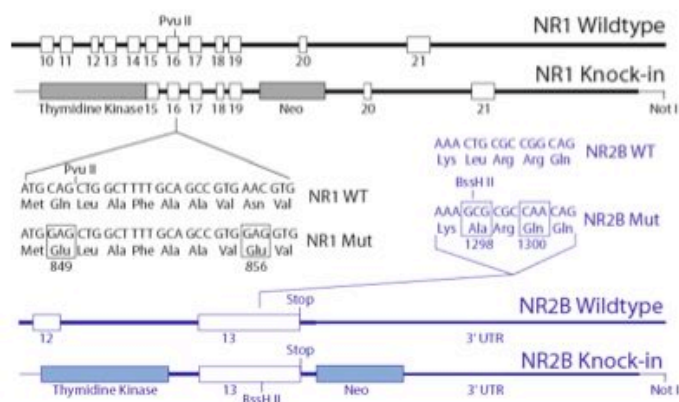 Pvu II
NR1 Wildtype
10 11 12 13 14 15 16 17 18 19 20 21
NR1 Knock-in
Thymidine Kinase 15 16 17 18 19 Neo 20 21 Not I
Pvu II
ATG CAG CTG GCT TTT GCA GCC GTG AAC GTG
Met Gln Leu Ala Phe Ala Ala Val Asn Val
NR1 WT
ATG GAG CTG GCT TTT GCA GCC GTG GAG GTG
Met Glu Leu Ala Phe Ala Ala Val Glu Val
NR1 Mut
849 856
AAA CTG CGC CGG CAG
Lys Leu Arg Arg Gln
NR2B WT
BssH II
AAA GCG CGC CAA CAG
Lys Ala Arg Gln Gln
NR2B Mut
1298 1300
Stop
NR2B Wildtype
12 13 3' UTR
Stop
NR2B Knock-in
Thymidine Kinase 13 Neo 3' UTR Not I
BssH II